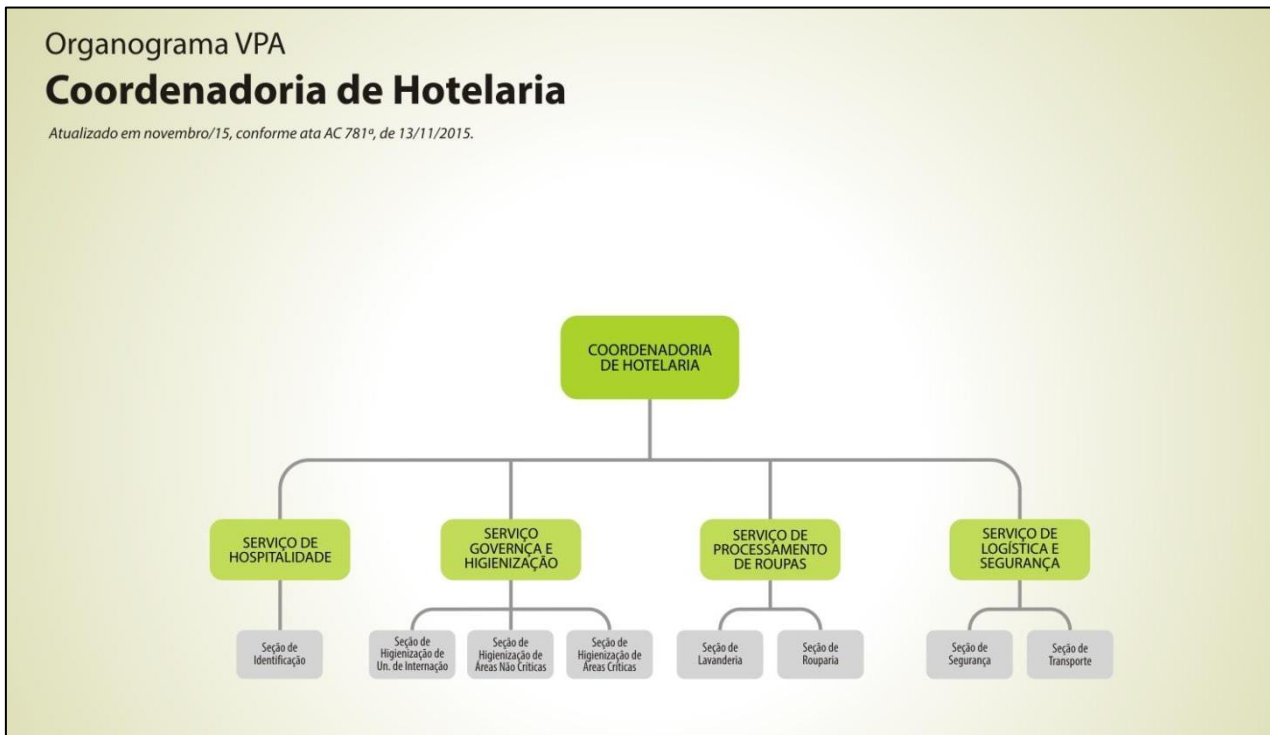 Organograma VPA
Coordenadoria de Hotelaria
Atualizado em novembro/15, conforme ata AC 781ª, de 13/11/2015.
COORDENADORIA
DE HOTELARIA
SERVIÇO DE
HOSPITALIDADE
SERVIÇO
GOVERNÇA E
HIGIENIZAÇÃO
SERVIÇO DE
PROCESSAMENTO
DE ROUPAS
SERVIÇO DE
LOGÍSTICA E
SEGURANÇA
Seção de
Identificação
Seção de
Higienização de
Un. de Internação
Seção de
Higienização de
Áreas Não Críticas
Seção de
Higienização de
Áreas Críticas
Seção de
Lavanderia
Seção de
Rouparia
Seção de
Segurança
Seção de
Transporte